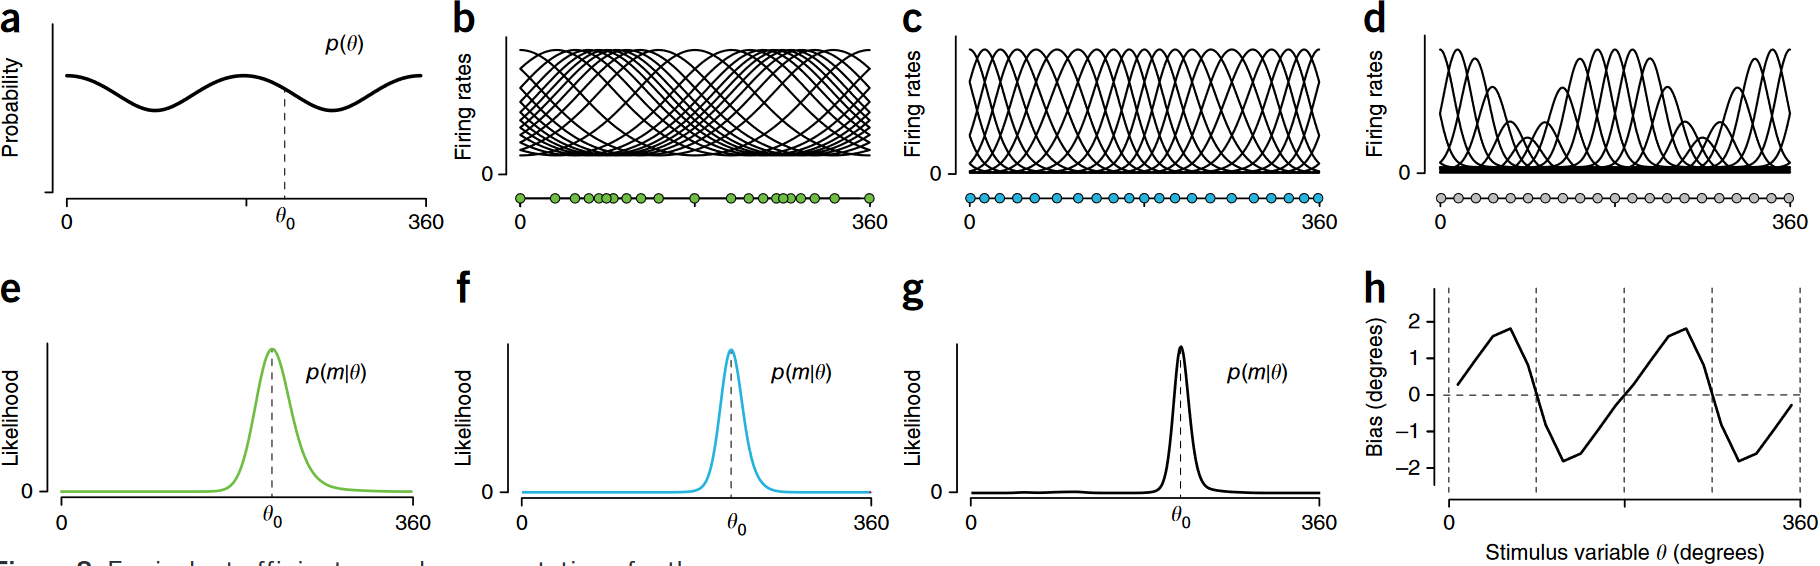 a
b
c
d
Probability
p(θ)
0
θ0
360
Firing rates
0
0
360
Firing rates
0
0
360
Firing rates
0
0
360
e
f
g
h
Likelihood
p(m|θ)
0
0
θ0
360
Likelihood
p(m|θ)
0
0
θ0
360
Likelihood
p(m|θ)
0
0
θ0
360
Bias (degrees)
2
1
0
−1
−2
0
360
Stimulus variable θ (degrees)